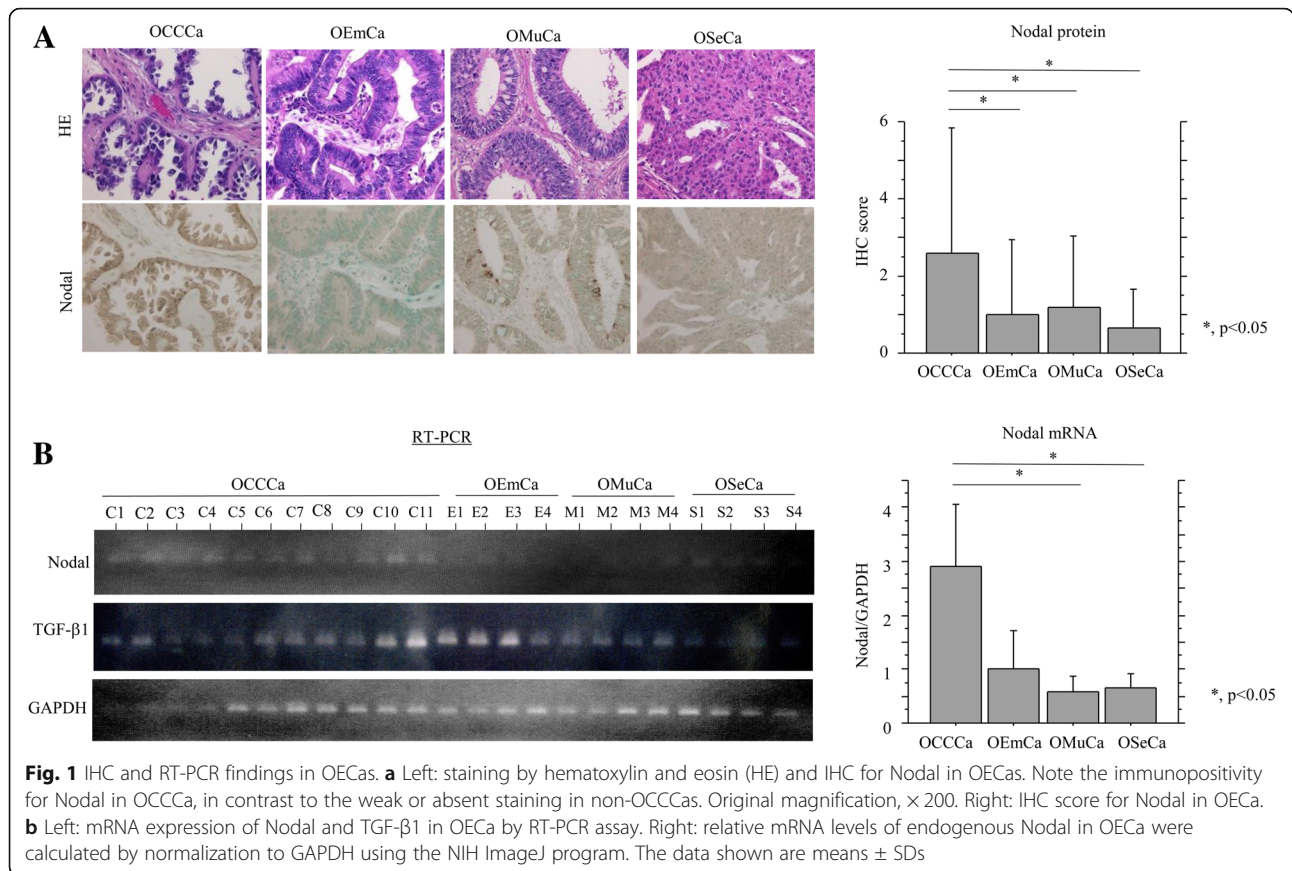 A
OCCCa OEmCa OMuCa OSeCa
HE
Nodal
Nodal protein
*
*
*
IHC score
6
4
2
0
OCCCa OEmCa OMuCa OSeCa
*, p<0.05
B
RT-PCR
OCCCa OEmCa OMuCa OSeCa
C1 C2 C3 C4 C5 C6 C7 C8 C9 C10 C11 E1 E2 E3 E4 M1 M2 M3 M4 S1 S2 S3 S4
Nodal
TGF-β1
GAPDH
Nodal mRNA
*
*
Nodal/GAPDH
4
3
2
1
0
OCCCa OEmCa OMuCa OSeCa
*, p<0.05
Fig. 1 IHC and RT-PCR findings in OECas. a Left: staining by hematoxylin and eosin (HE) and IHC for Nodal in OECas. Note the immunopositivity
for Nodal in OCCCa, in contrast to the weak or absent staining in non-OCCCas. Original magnification, × 200. Right: IHC score for Nodal in OECa.
b Left: mRNA expression of Nodal and TGF-β1 in OECa by RT-PCR assay. Right: relative mRNA levels of endogenous Nodal in OECa were
calculated by normalization to GAPDH using the NIH ImageJ program. The data shown are means ± SDs